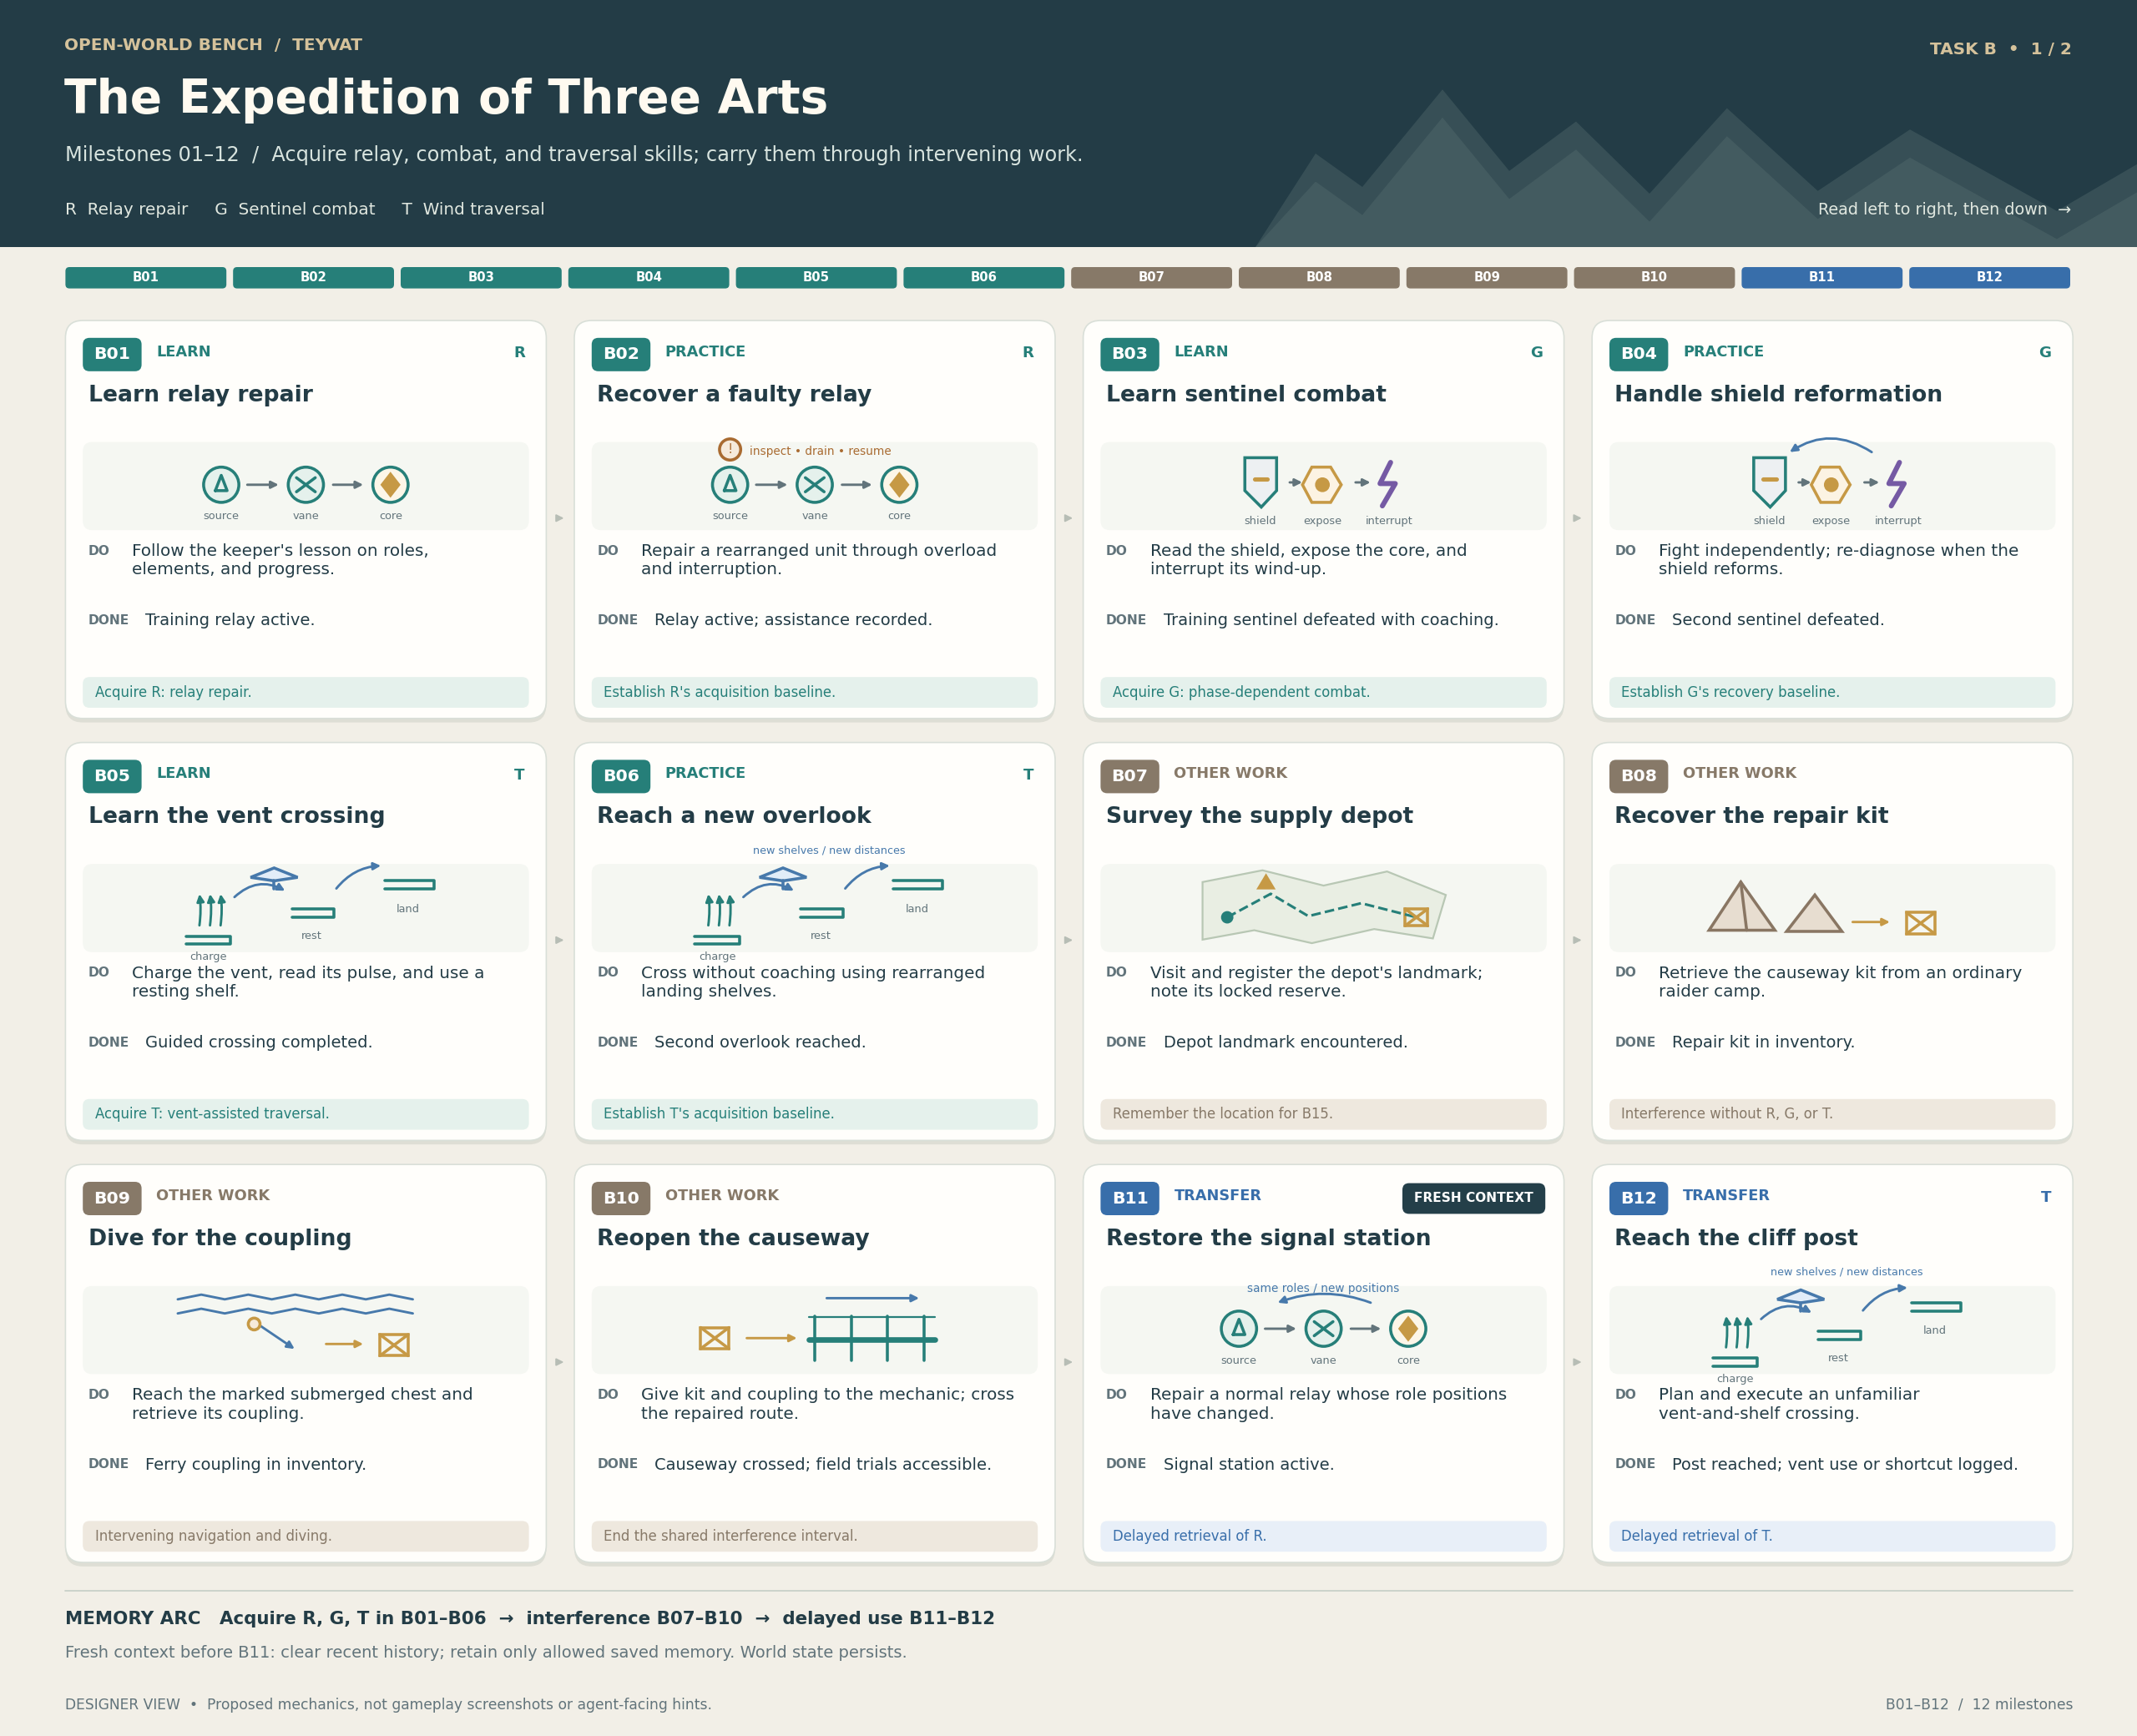 OPEN-WORLD BENCH / TEYVAT
TASK B • 1 / 2
The Expedition of Three Arts
Milestones 01–12 / Acquire relay, combat, and traversal skills; carry them through intervening work.
R Relay repair G Sentinel combat T Wind traversal
Read left to right, then down →
B01 B02 B03 B04 B05 B06 B07 B08 B09 B10 B11 B12
B01 LEARN R
Learn relay repair
source vane core
DO Follow the keeper's lesson on roles,
elements, and progress.
DONE Training relay active.
Acquire R: relay repair.
B02 PRACTICE R
Recover a faulty relay
! inspect • drain • resume
source vane core
DO Repair a rearranged unit through overload
and interruption.
DONE Relay active; assistance recorded.
Establish R's acquisition baseline.
B03 LEARN G
Learn sentinel combat
shield expose interrupt
DO Read the shield, expose the core, and
interrupt its wind-up.
DONE Training sentinel defeated with coaching.
Acquire G: phase-dependent combat.
B04 PRACTICE G
Handle shield reformation
shield expose interrupt
DO Fight independently; re-diagnose when the
shield reforms.
DONE Second sentinel defeated.
Establish G's recovery baseline.
B05 LEARN T
Learn the vent crossing
land
rest
charge
DO Charge the vent, read its pulse, and use a
resting shelf.
DONE Guided crossing completed.
Acquire T: vent-assisted traversal.
B06 PRACTICE T
Reach a new overlook
new shelves / new distances
land
rest
charge
DO Cross without coaching using rearranged
landing shelves.
DONE Second overlook reached.
Establish T's acquisition baseline.
B07 OTHER WORK
Survey the supply depot
DO Visit and register the depot's landmark;
note its locked reserve.
DONE Depot landmark encountered.
Remember the location for B15.
B08 OTHER WORK
Recover the repair kit
DO Retrieve the causeway kit from an ordinary
raider camp.
DONE Repair kit in inventory.
Interference without R, G, or T.
B09 OTHER WORK
Dive for the coupling
DO Reach the marked submerged chest and
retrieve its coupling.
DONE Ferry coupling in inventory.
Intervening navigation and diving.
B10 OTHER WORK
Reopen the causeway
DO Give kit and coupling to the mechanic; cross
the repaired route.
DONE Causeway crossed; field trials accessible.
End the shared interference interval.
B11 TRANSFER FRESH CONTEXT
Restore the signal station
same roles / new positions
source vane core
DO Repair a normal relay whose role positions
have changed.
DONE Signal station active.
Delayed retrieval of R.
B12 TRANSFER T
Reach the cliff post
new shelves / new distances
land
rest
charge
DO Plan and execute an unfamiliar
vent-and-shelf crossing.
DONE Post reached; vent use or shortcut logged.
Delayed retrieval of T.
MEMORY ARC Acquire R, G, T in B01–B06 → interference B07–B10 → delayed use B11–B12
Fresh context before B11: clear recent history; retain only allowed saved memory. World state persists.
DESIGNER VIEW • Proposed mechanics, not gameplay screenshots or agent-facing hints.
B01–B12 / 12 milestones